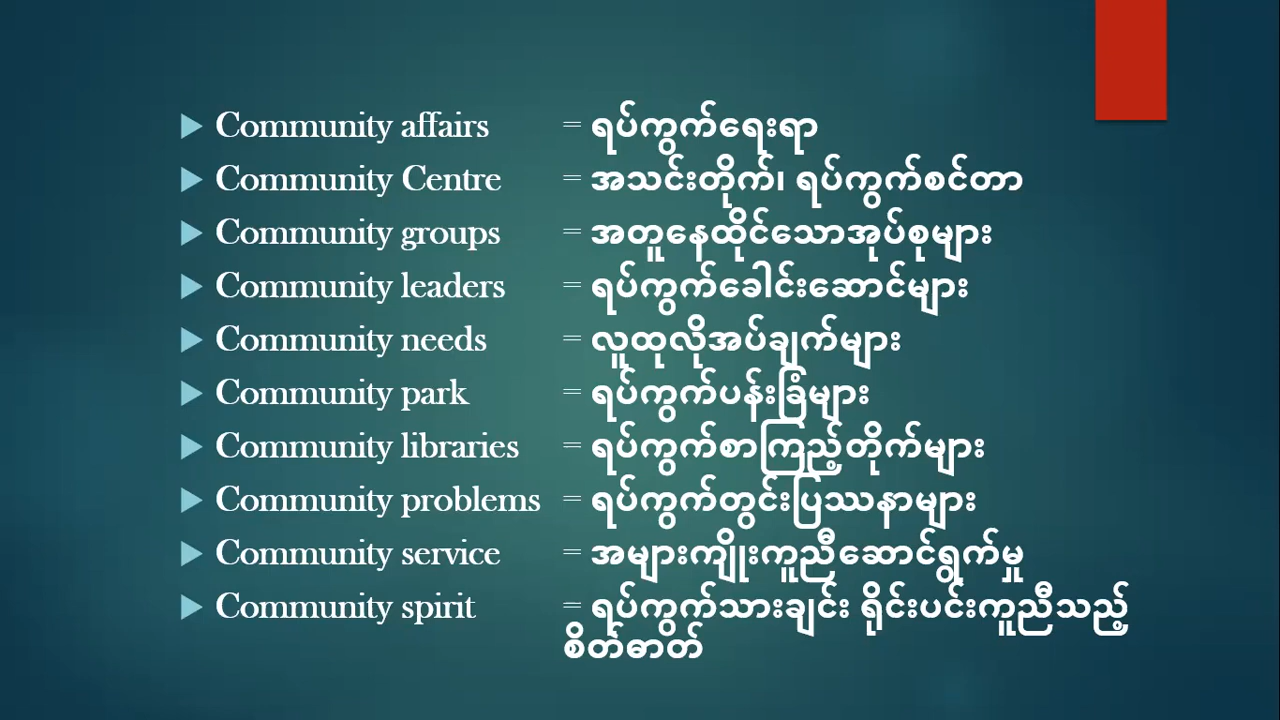 Community affairs = ရပ်ကွက်ရေးရာ
Community Centre = အသင်းတိုက်၊ ရပ်ကွက်စင်တာ
Community groups = အတူနေထိုင်သောအုပ်စုများ
Community leaders = ရပ်ကွက်ခေါင်းဆောင်များ
Community needs = လူထုလိုအပ်ချက်များ
Community park = ရပ်ကွက်ပန်းခြံများ
Community libraries = ရပ်ကွက်စာကြည့်တိုက်များ
Community problems = ရပ်ကွက်တွင်းပြဿနာများ
Community service = အများကျိုးကူညီဆောင်ရွက်မှု
Community spirit = ရပ်ကွက်သားချင်း ရိုင်းပင်းကူညီသည့်
စိတ်ဓာတ်